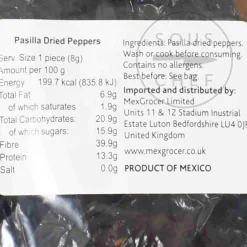 SOUS
CHEF
Pasilla Dried Peppers
Serv. Size 1 piece (8g)
Amount per 100 g
Energy 199.7 kcal (835.8 kJ)
Total Fat 6.9g
of which saturates 1.9g
Total Carbohydrates: 20.9g
of which sugars: 15.9g
Fibre 39.9g
Protein 13.3g
Salt 0.0g
Ingredients: Pasilla dried peppers.
Wash or cook before consuming.
Contains no allergens.
Best before: See bag
Imported and distributed by:
MexGrocer Limited
Units 11 & 12 Stadium Inustrial
Estate Luton Bedfordshire LU4 0JF
United Kingdom
www.mexgrocer.co.uk
PRODUCT OF MEXICO